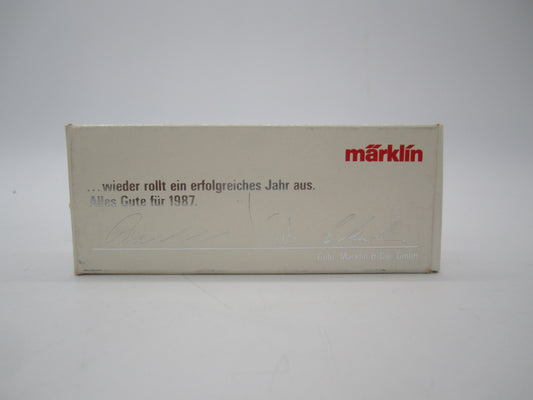 märklin
...wieder rollt ein erfolgreiches Jahr aus.
Alles Gute für 1987.
Gebr. Märklin & Cie. GmbH